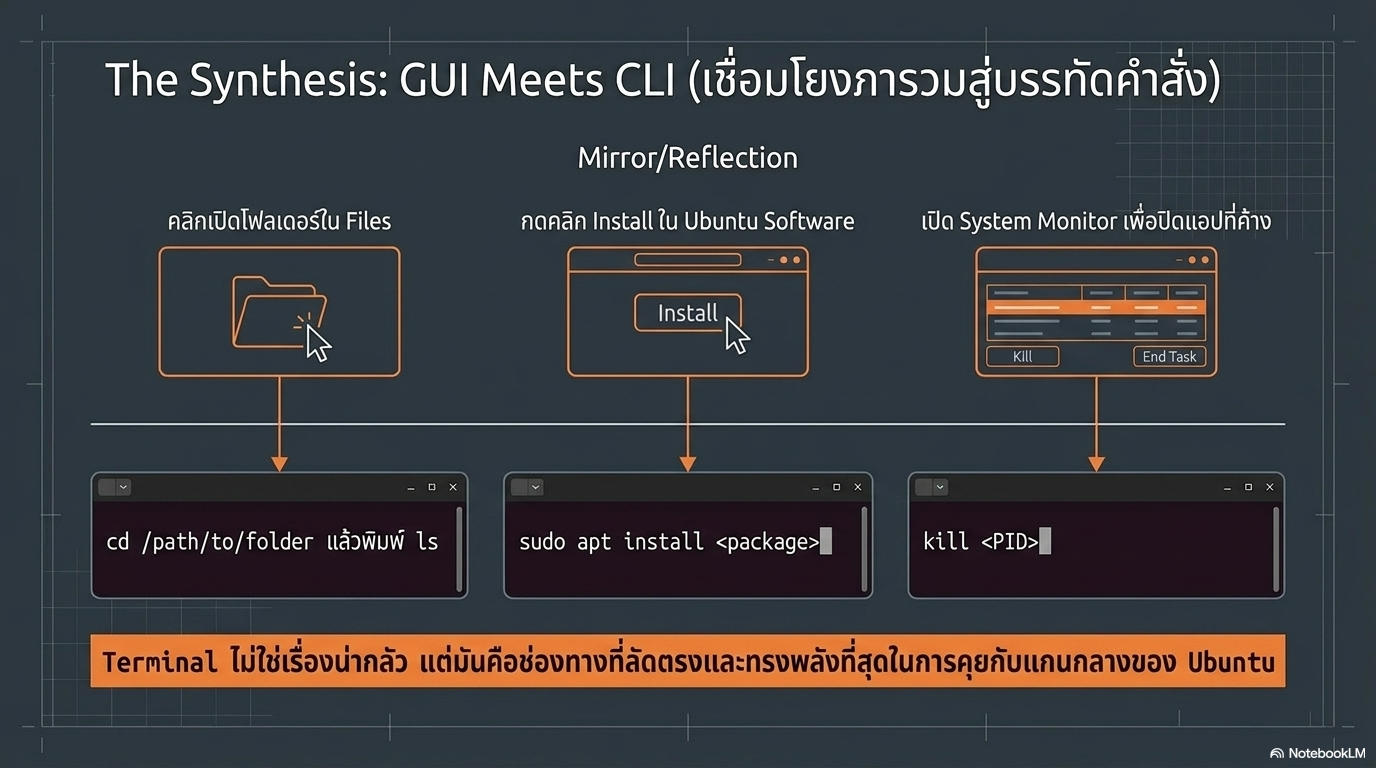 The Synthesis: GUI Meets CLI (เชื่อมโยงภารวมสู่บรรทัดคำสั่ง)
Mirror/Reflection
คลิกเปิดโฟลเดอร์ใน Files
กดคลิก Install ใน Ubuntu Software
เปิด System Monitor เพื่อปิดแอปที่ค้าง
Install
Kill
End Task
cd /path/to/folder แล้วพิมพ์ ls
sudo apt install <package>
kill <PID>
Terminal ไม่ใช่เรื่องน่ากลัว แต่มันคือช่องทางที่ลัดตรงและทรงพลังที่สุดในการคุยกับแกนกลางของ Ubuntu
NotebookLM